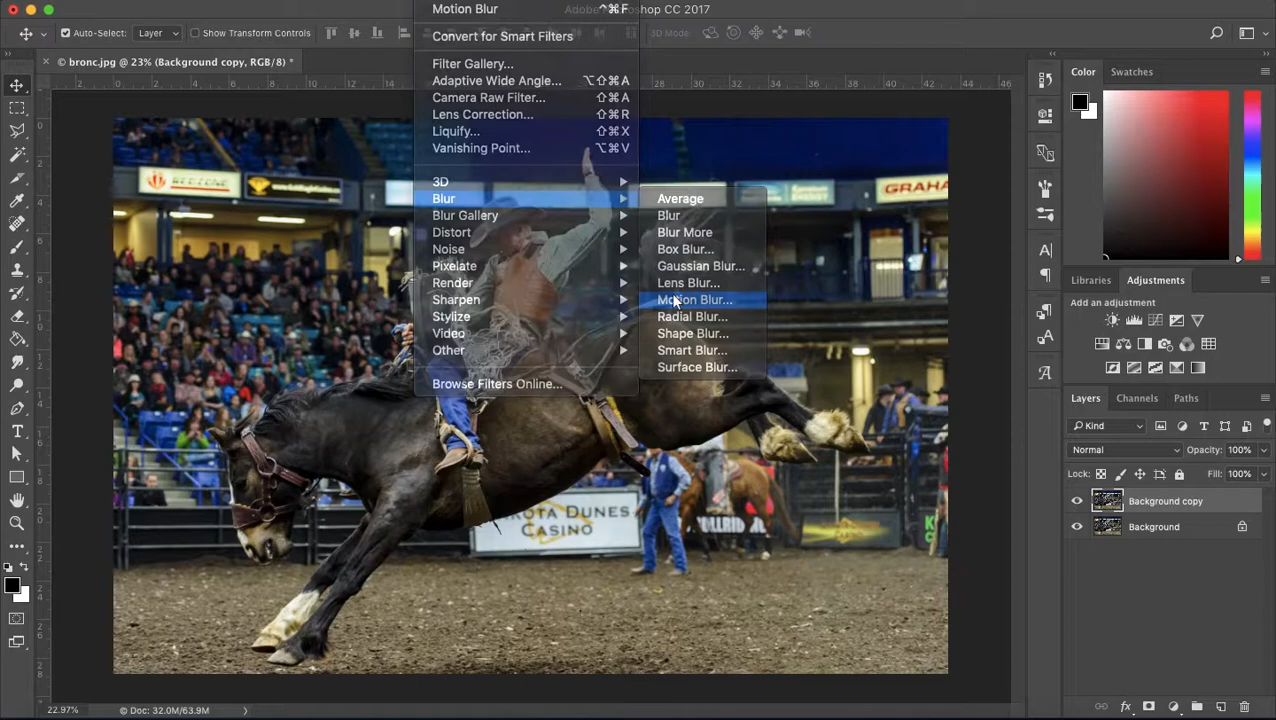 Motion Blur ^⌘F
Adobe Photoshop CC 2017
Auto-Select: Layer Show Transform Controls 3D Mode:
× © bronc.jpg @ 23% (Background copy, RGB/8) *
Convert for Smart Filters
Filter Gallery...
Adaptive Wide Angle... ⌥⇧⌘A
Camera Raw Filter... ⇧⌘A
Lens Correction... ⇧⌘R
Liquify... ⇧⌘X
Vanishing Point... ⌥⌘V
3D
Blur
Blur Gallery
Distort
Noise
Pixelate
Render
Sharpen
Stylize
Video
Other
Browse Filters Online...
Average
Blur
Blur More
Box Blur...
Gaussian Blur...
Lens Blur...
Motion Blur...
Radial Blur...
Shape Blur...
Smart Blur...
Surface Blur...
REDZONE
GRAHA
KOTA DUNES
CASINO
Color Swatches
Libraries Adjustments
Add an adjustment
Layers Channels Paths
Kind
Normal Opacity: 100%
Lock: Fill: 100%
Background copy
Background
22.97% © Doc: 32.0M/63.9M